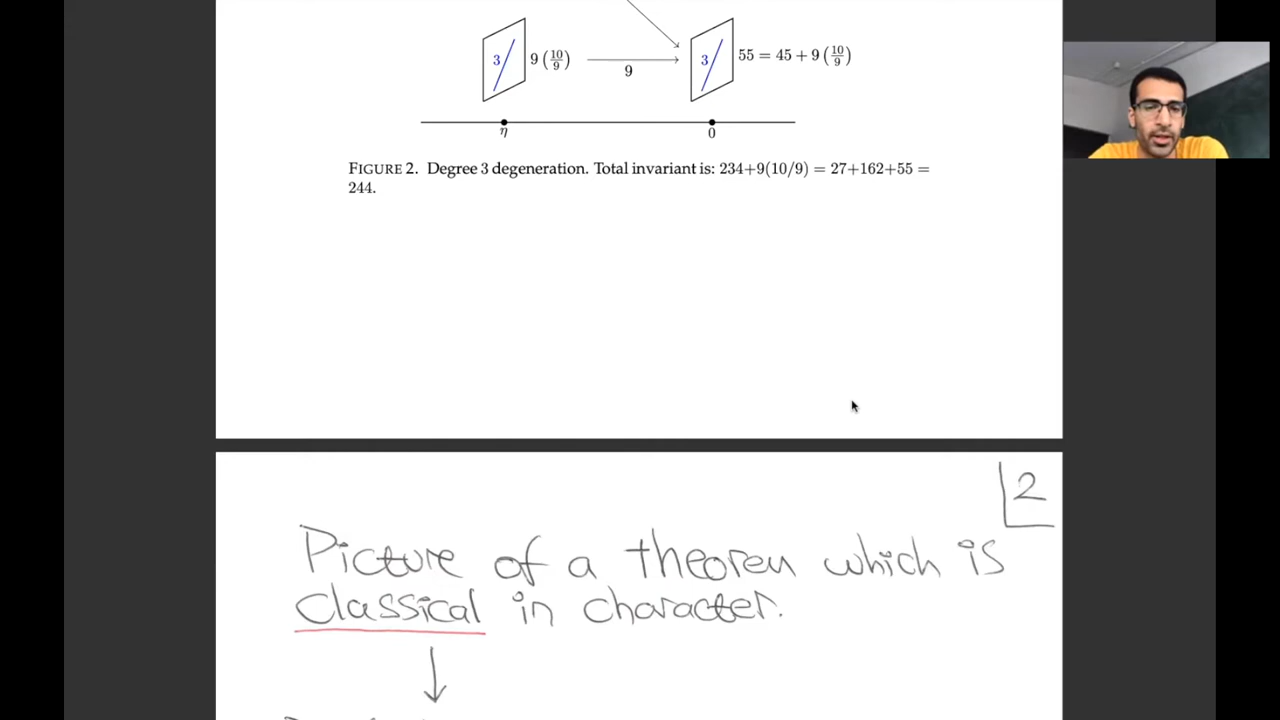 3 9 (10/9) 9 3 55 = 45 + 9 (10/9)
η 0
FIGURE 2. Degree 3 degeneration. Total invariant is: 234+9(10/9) = 27+162+55 =
244.
2
Picture of a theorem which is
classical in character.